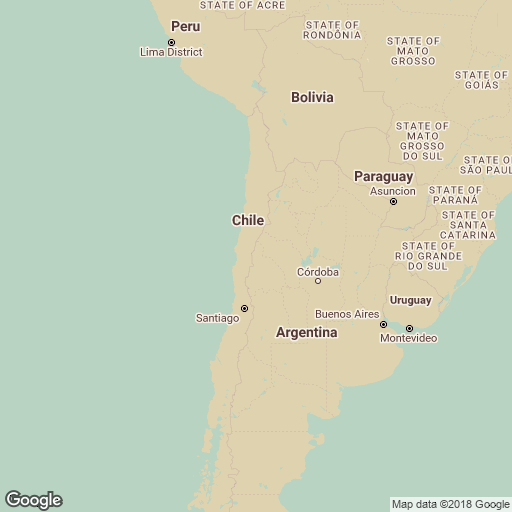 STATE OF ACRE
Peru
STATE OF
RONDÔNIA
Lima District
STATE OF
MATO
GROSSO
STATE OF
GOIÁS
Bolivia
STATE OF
MATO
GROSSO
DO SUL
STATE OF
SÃO PAUL
Paraguay
Asuncion
STATE OF
PARANÁ
Chile
STATE OF
SANTA
CATARINA
STATE OF
RIO GRANDE
DO SUL
Córdoba
Uruguay
Santiago
Buenos Aires
Argentina
Montevideo
Google
Map data ©2018 Google